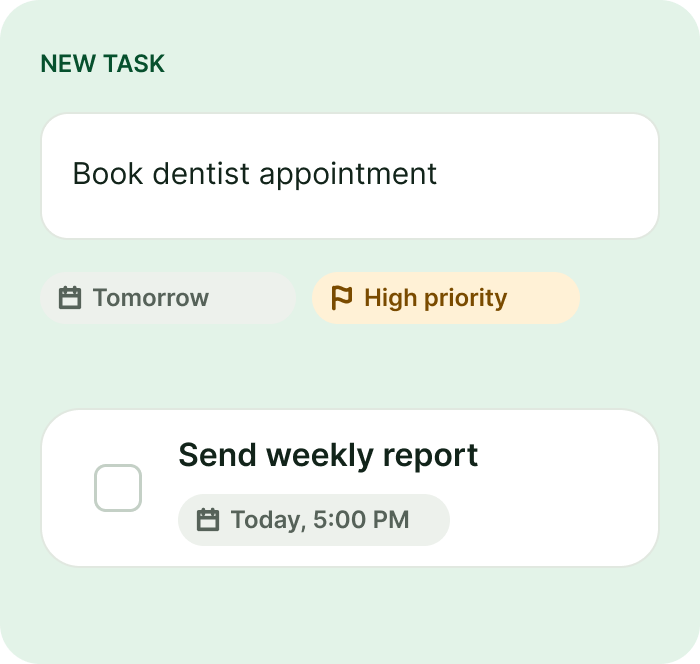 NEW TASK
Book dentist appointment
Tomorrow
High priority
Send weekly report
Today, 5:00 PM